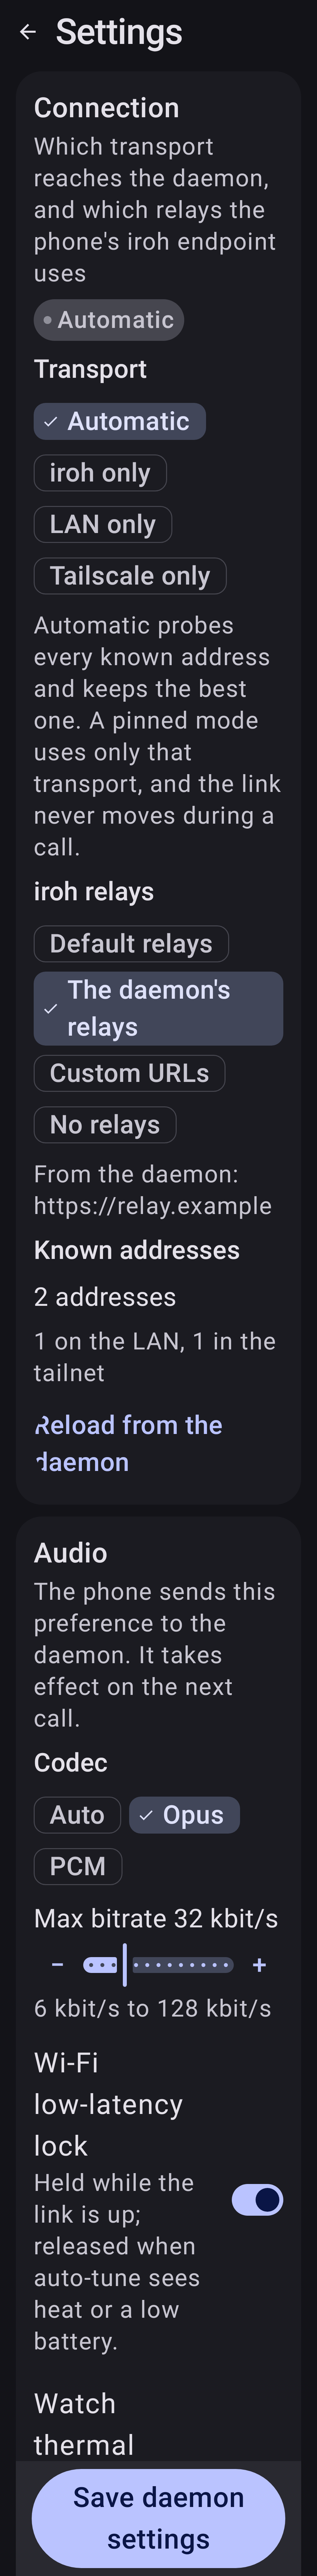 Settings
Connection
Which transport
reaches the daemon,
and which relays the
phone's iroh endpoint
uses
Automatic
Transport
Automatic
iroh only
LAN only
Tailscale only
Automatic probes
every known address
and keeps the best
one. A pinned mode
uses only that
transport, and the link
never moves during a
call.
iroh relays
Default relays
The daemon's
relays
Custom URLs
No relays
From the daemon:
https://relay.example
Known addresses
2 addresses
1 on the LAN, 1 in the
tailnet
Reload from the
daemon
Audio
The phone sends this
preference to the
daemon. It takes
effect on the next
call.
Codec
Auto
Opus
PCM
Max bitrate 32 kbit/s
6 kbit/s to 128 kbit/s
Wi-Fi
low-latency
lock
Held while the
link is up;
released when
auto-tune sees
heat or a low
battery.
Watch
thermal
Save daemon
settings